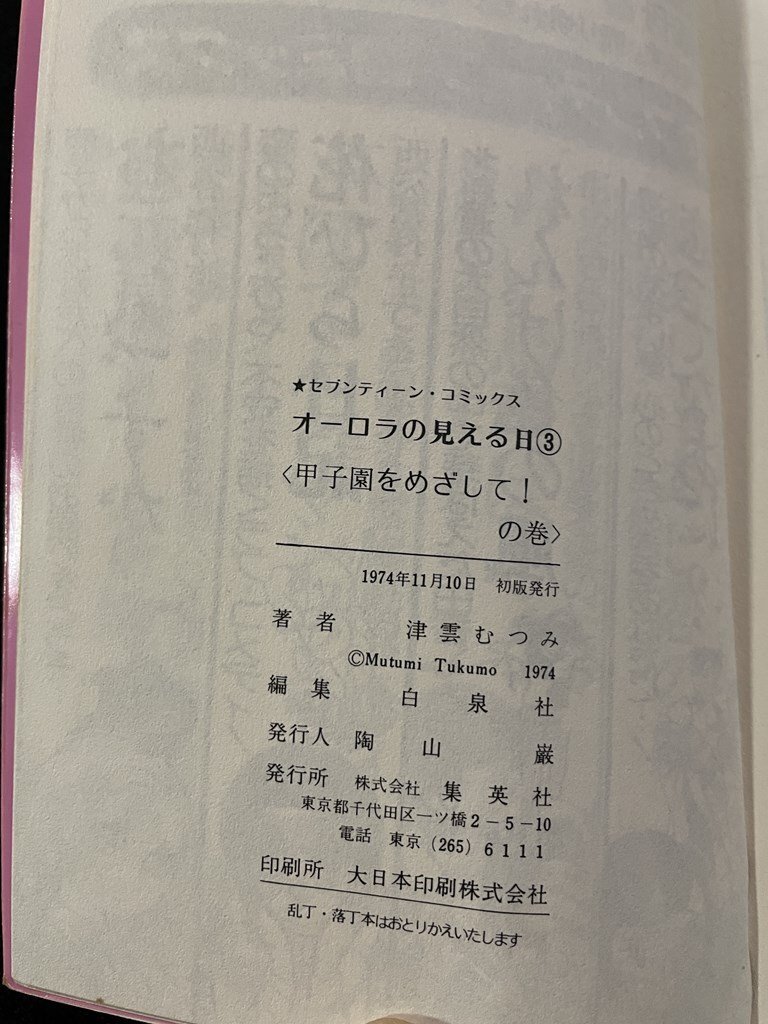 ★セブンティーン・コミックス
オーロラの見える日③
〈甲子園をめざして！
の巻〉
1974年11月10日　初版発行
著者　津雲むつみ
©Mutumi Tukumo 1974
編集　白泉社
発行人　陶山巌
発行所　株式会社　集英社
東京都千代田区一ツ橋2－5－10
電話　東京（265）6111
印刷所　大日本印刷株式会社
乱丁・落丁本はおとりかえいたします